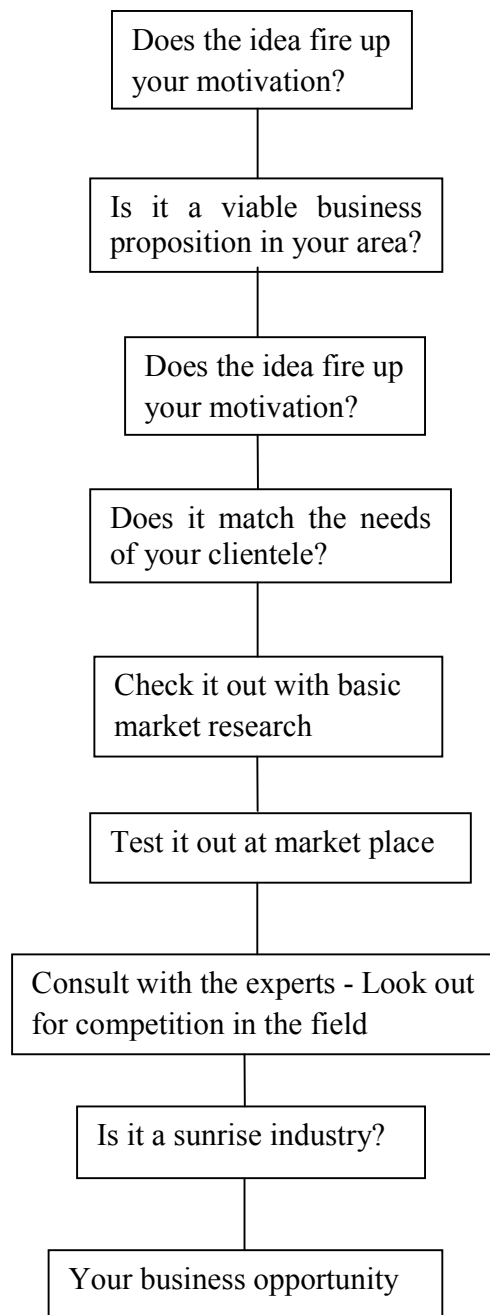 Does the idea fire up
your motivation?
Is it a viable business
proposition in your area?
Does the idea fire up
your motivation?
Does it match the needs
of your clientele?
Check it out with basic
market research
Test it out at market place
Consult with the experts - Look out
for competition in the field
Is it a sunrise industry?
Your business opportunity